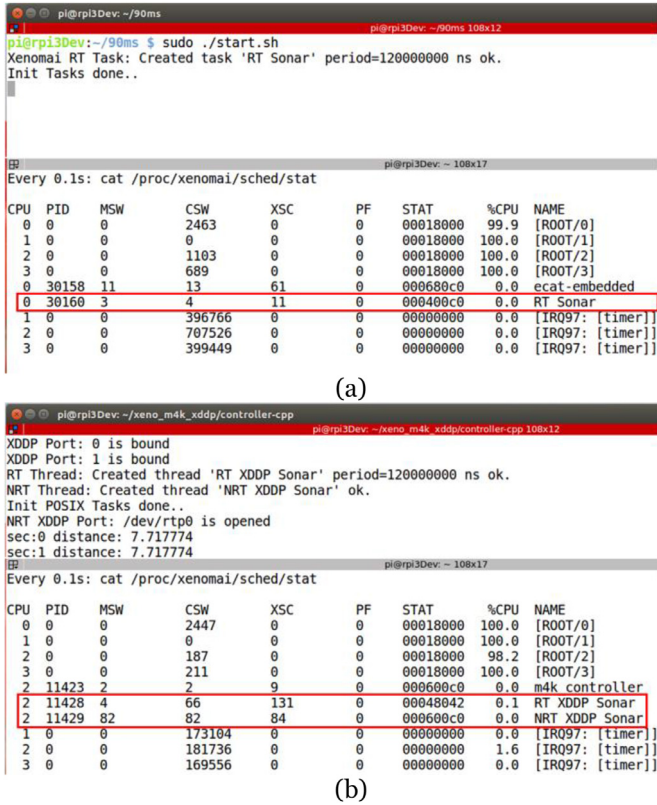 pi@rpi3Dev: ~/90ms
pi@rpi3Dev: ~/90ms 108x12
pi@rpi3Dev:~/90ms $ sudo ./start.sh
Xenomai RT Task: Created task 'RT Sonar' period=120000000 ns ok.
Init Tasks done..
pi@rpi3Dev: ~ 108x17
Every 0.1s: cat /proc/xenomai/sched/stat
CPU PID MSW CSW XSC PF STAT %CPU NAME
0 0 0 2463 0 0 00018000 99.9 [ROOT/0]
1 0 0 0 0 0 00018000 100.0 [ROOT/1]
2 0 0 1103 0 0 00018000 100.0 [ROOT/2]
3 0 0 689 0 0 00018000 100.0 [ROOT/3]
0 30158 11 13 61 0 000680c0 0.0 ecat-embedded
0 30160 3 4 11 0 000400c0 0.0 RT Sonar
1 0 0 396766 0 0 00000000 0.0 [IRQ97: [timer]]
2 0 0 707526 0 0 00000000 0.0 [IRQ97: [timer]]
3 0 0 399449 0 0 00000000 0.0 [IRQ97: [timer]]
(a)
pi@rpi3Dev: ~/xeno_m4k_xddp/controller-cpp
pi@rpi3Dev: ~/xeno_m4k_xddp/controller-cpp 108x12
XDDP Port: 0 is bound
XDDP Port: 1 is bound
RT Thread: Created thread 'RT XDDP Sonar' period=120000000 ns ok.
NRT Thread: Created thread 'NRT XDDP Sonar' ok.
Init POSIX Tasks done..
NRT XDDP Port: /dev/rtp0 is opened
sec:0 distance: 7.717774
sec:1 distance: 7.717774
pi@rpi3Dev: ~ 108x17
Every 0.1s: cat /proc/xenomai/sched/stat
CPU PID MSW CSW XSC PF STAT %CPU NAME
0 0 0 2447 0 0 00018000 100.0 [ROOT/0]
1 0 0 0 0 0 00018000 100.0 [ROOT/1]
2 0 0 187 0 0 00018000 98.2 [ROOT/2]
3 0 0 211 0 0 00018000 100.0 [ROOT/3]
2 11423 2 2 9 0 000600c0 0.0 m4k controller
2 11428 4 66 131 0 00048042 0.1 RT XDDP Sonar
2 11429 82 82 84 0 000600c0 0.0 NRT XDDP Sonar
1 0 0 173104 0 0 00000000 0.0 [IRQ97: [timer]]
2 0 0 181736 0 0 00000000 1.6 [IRQ97: [timer]]
3 0 0 169556 0 0 00000000 0.0 [IRQ97: [timer]]
(b)